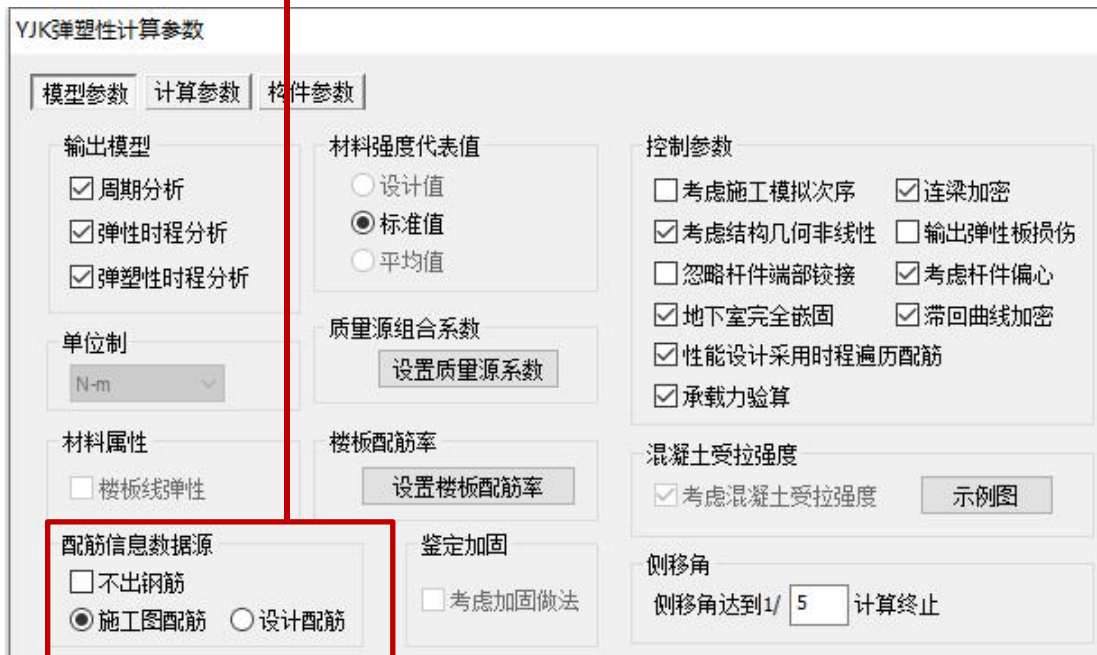 YJK弹塑性计算参数
模型参数 计算参数 构件参数
输出模型
周期分析
弹性时程分析
弹塑性时程分析
单位制
N-m
材料属性
楼板线弹性
配筋信息数据源
不出钢筋
施工图配筋 设计配筋
材料强度代表值
设计值
标准值
平均值
质量源组合系数
设置质量源系数
楼板配筋率
设置楼板配筋率
鉴定加固
考虑加固做法
控制参数
考虑施工模拟次序 连梁加密
考虑结构几何非线性 输出弹性板损伤
忽略杆件端部铰接 考虑杆件偏心
地下室完全嵌固 滞回曲线加密
性能设计采用时程遍历配筋
承载力验算
混凝土受拉强度
考虑混凝土受拉强度 示例图
侧移角
侧移角达到1/ 5 计算终止